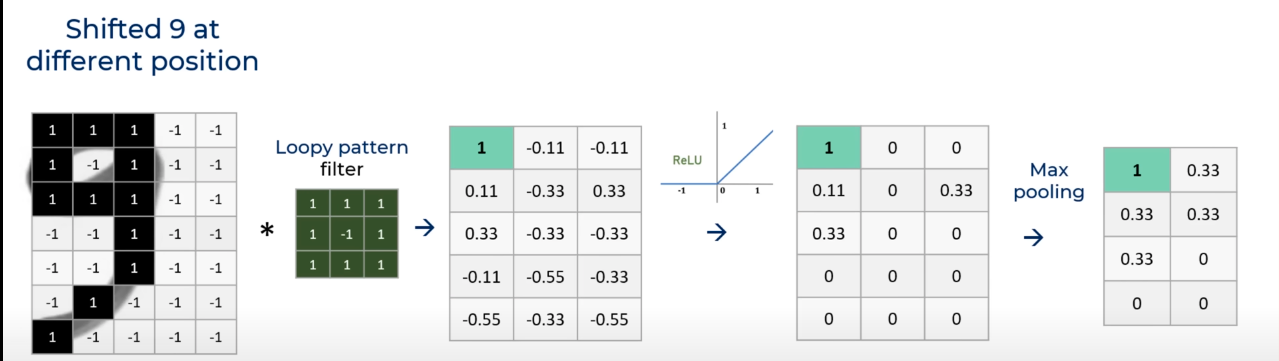 Shifted 9 at
different position
1 1 1 -1 -1
1 -1 1 -1 -1
1 1 1 -1 -1
-1 -1 1 -1 -1
-1 -1 1 -1 -1
-1 1 -1 -1 -1
1 -1 -1 -1 -1
*
Loopy pattern
filter
1 1 1
1 -1 1
1 1 1
→
1 -0.11 -0.11
0.11 -0.33 0.33
0.33 -0.33 -0.33
-0.11 -0.55 -0.33
-0.55 -0.33 -0.55
ReLU
1
-1 0 1
→
1 0 0
0.11 0 0.33
0.33 0 0
0 0 0
0 0 0
Max
pooling
→
1 0.33
0.33 0.33
0.33 0
0 0